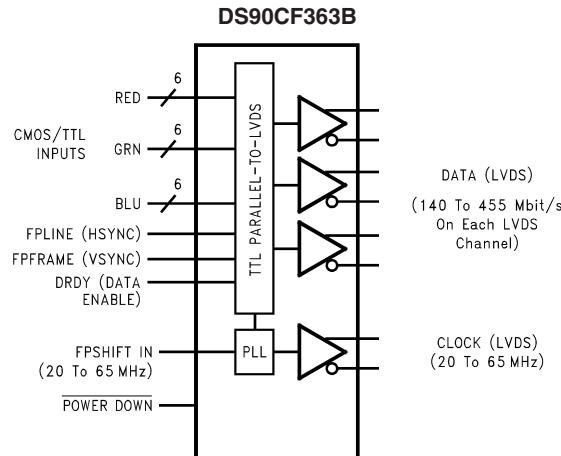 DS90CF363B
RED
6
CMOS/TTL
INPUTS
GRN
6
BLU
6
FPLINE (HSYNC)
FPFRAME (VSYNC)
DRDY (DATA
ENABLE)
FPSHIFT IN
(20 To 65 MHz)
POWER DOWN
TTL PARALLEL-TO-LVDS
PLL
DATA (LVDS)
(140 To 455 Mbit/s
On Each LVDS
Channel)
CLOCK (LVDS)
(20 To 65 MHz)